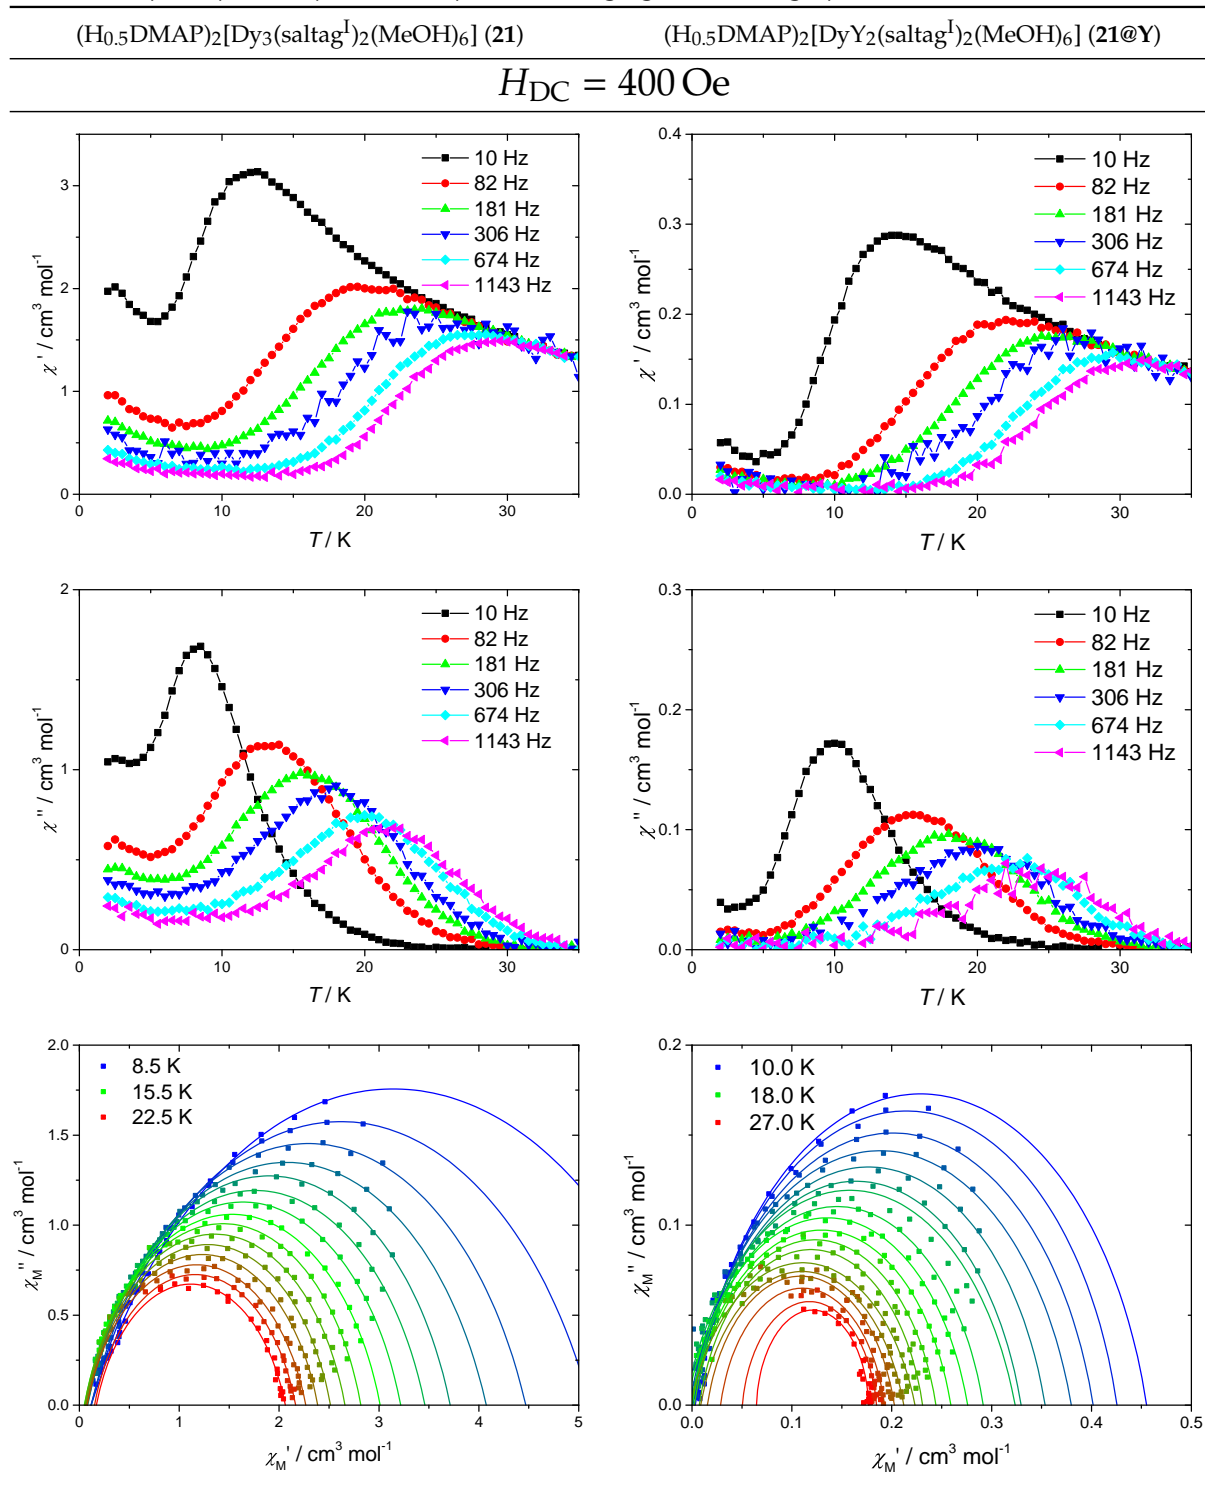 (H0.5DMAP)2[Dy3(saltag^I)2(MeOH)6] (21)
(H0.5DMAP)2[DyY2(saltag^I)2(MeOH)6] (21@Y)
HDC = 400 Oe
χ ' / cm3 mol-1
3
2
1
0
0 10 20 30
T / K
10 Hz
82 Hz
181 Hz
306 Hz
674 Hz
1143 Hz
χ ' / cm3 mol-1
0.4
0.3
0.2
0.1
0.0
0 10 20 30
T / K
10 Hz
82 Hz
181 Hz
306 Hz
674 Hz
1143 Hz
χ '' / cm3 mol-1
2
1
0
0 10 20 30
T / K
10 Hz
82 Hz
181 Hz
306 Hz
674 Hz
1143 Hz
χ '' / cm3 mol-1
0.3
0.2
0.1
0.0
0 10 20 30
T / K
10 Hz
82 Hz
181 Hz
306 Hz
674 Hz
1143 Hz
χM'' / cm3 mol-1
2.0
1.5
1.0
0.5
0.0
0 1 2 3 4 5
χM' / cm3 mol-1
8.5 K
15.5 K
22.5 K
χM'' / cm3 mol-1
0.2
0.1
0.0
0.0 0.1 0.2 0.3 0.4 0.5
χM' / cm3 mol-1
10.0 K
18.0 K
27.0 K